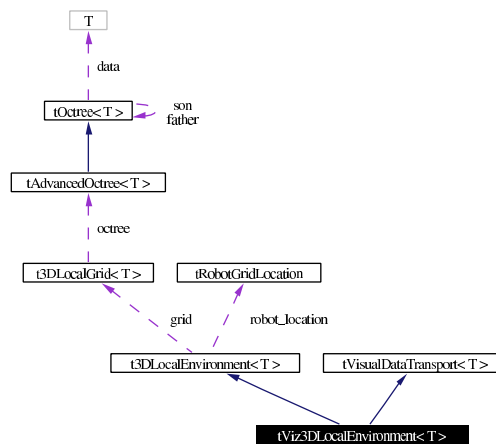 T
data
tOctree< T >
son
father
tAdvancedOctree< T >
octree
t3DLocalGrid< T >
tRobotGridLocation
grid
robot_location
t3DLocalEnvironment< T >
tVisualDataTransport< T >
tViz3DLocalEnvironment< T >